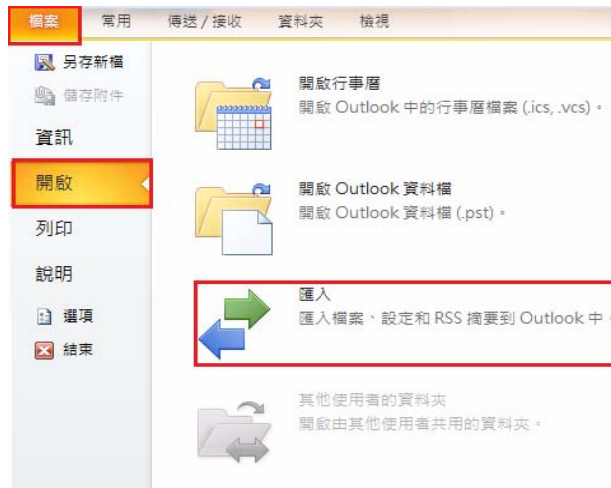 檔案 常用 傳送 / 接收 資料夾 檢視
另存新檔
儲存附件
資訊
開啟
列印
說明
選項
結束
開啟行事曆
開啟 Outlook 中的行事曆檔案 (.ics, .vcs)。
開啟 Outlook 資料檔
開啟 Outlook 資料檔 (.pst)。
匯入
匯入檔案、設定和 RSS 摘要到 Outlook 中。
其他使用者的資料夾
開啟由其他使用者共用的資料夾。